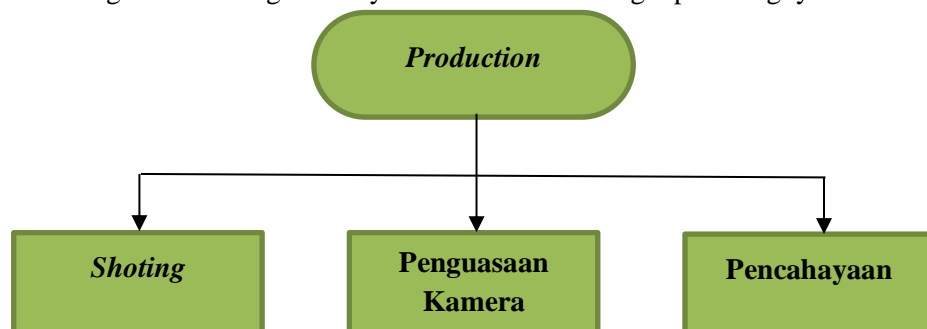 Production
Shoting
Penguasaan
Kamera
Pencahayaan